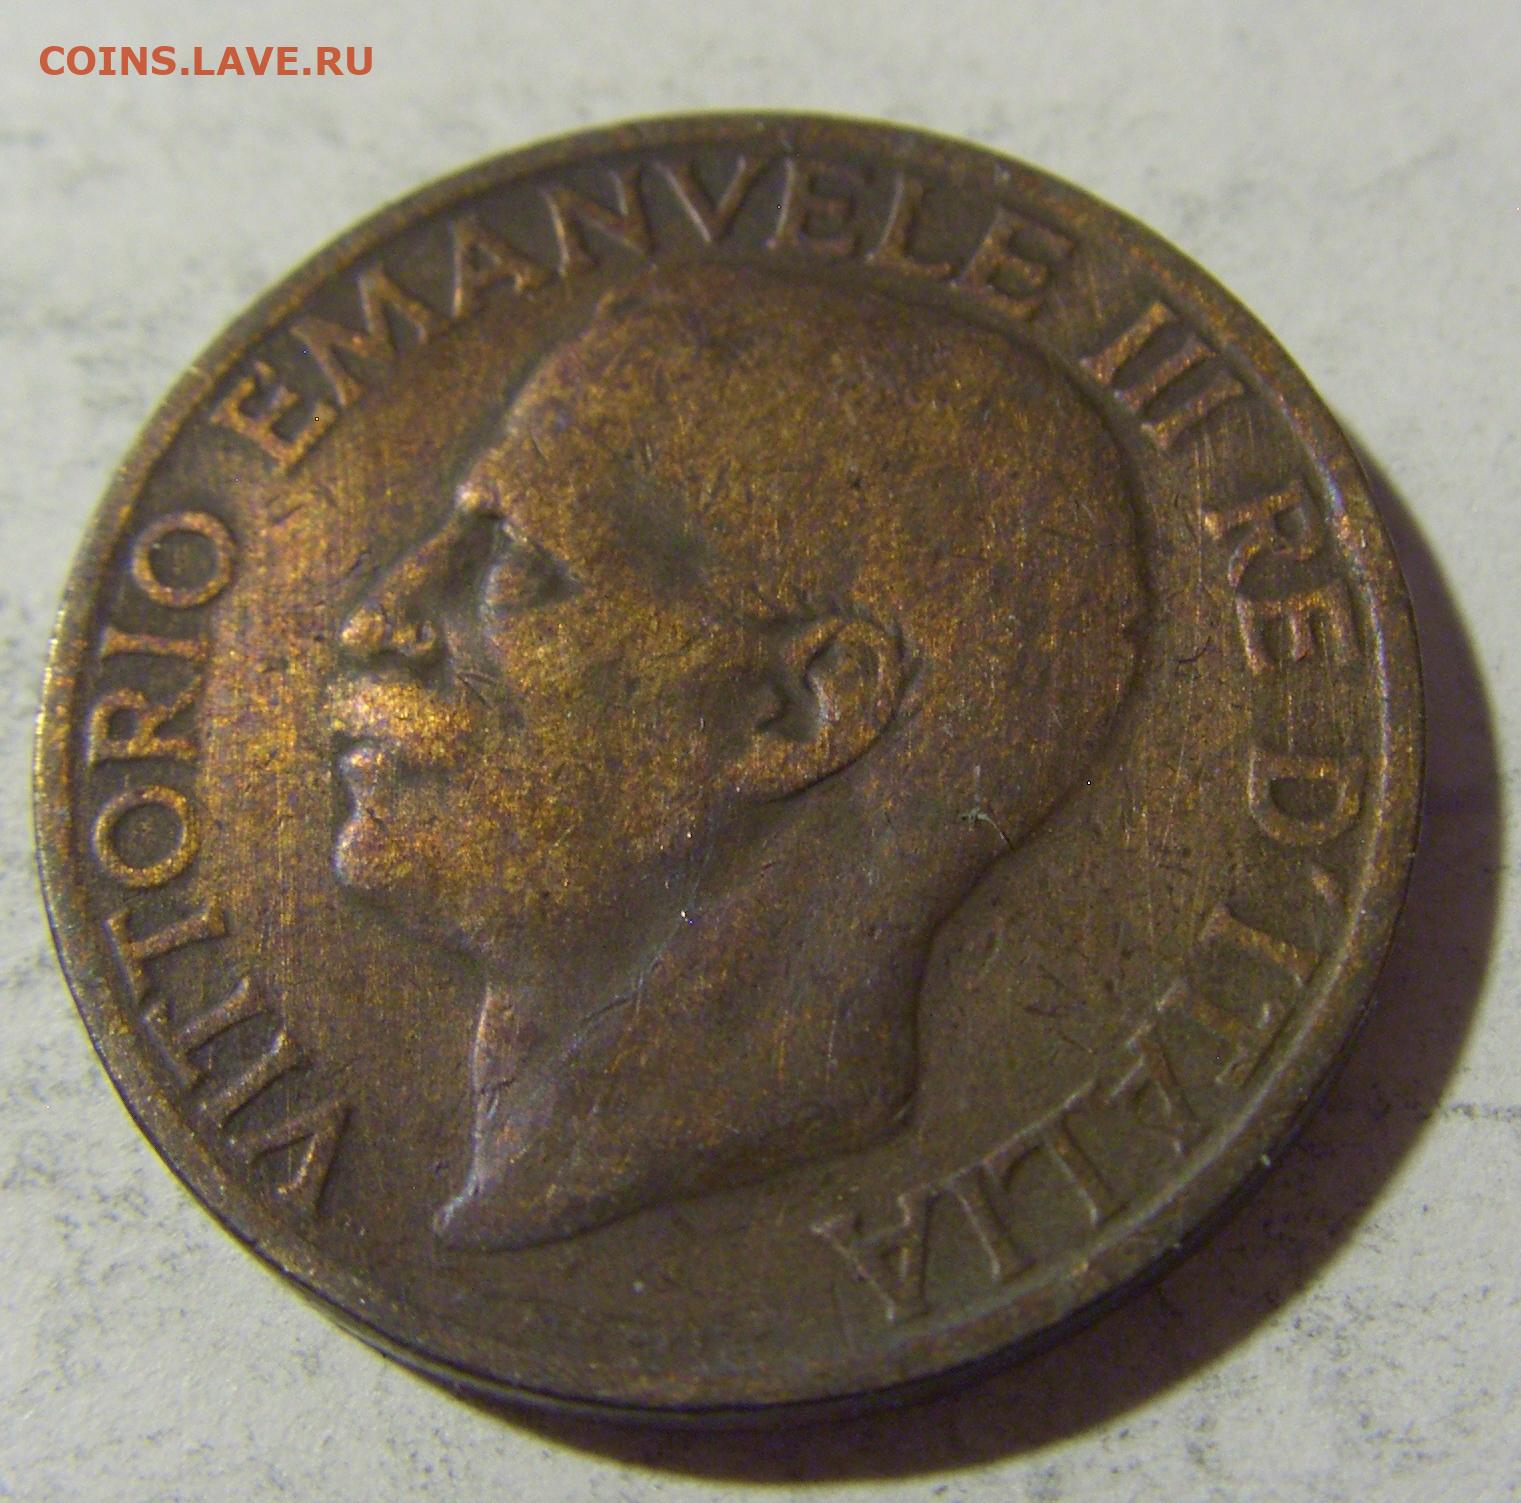 COINS.LAVE.RU
VITTORIO EMANVELE III RE D'ITALIA